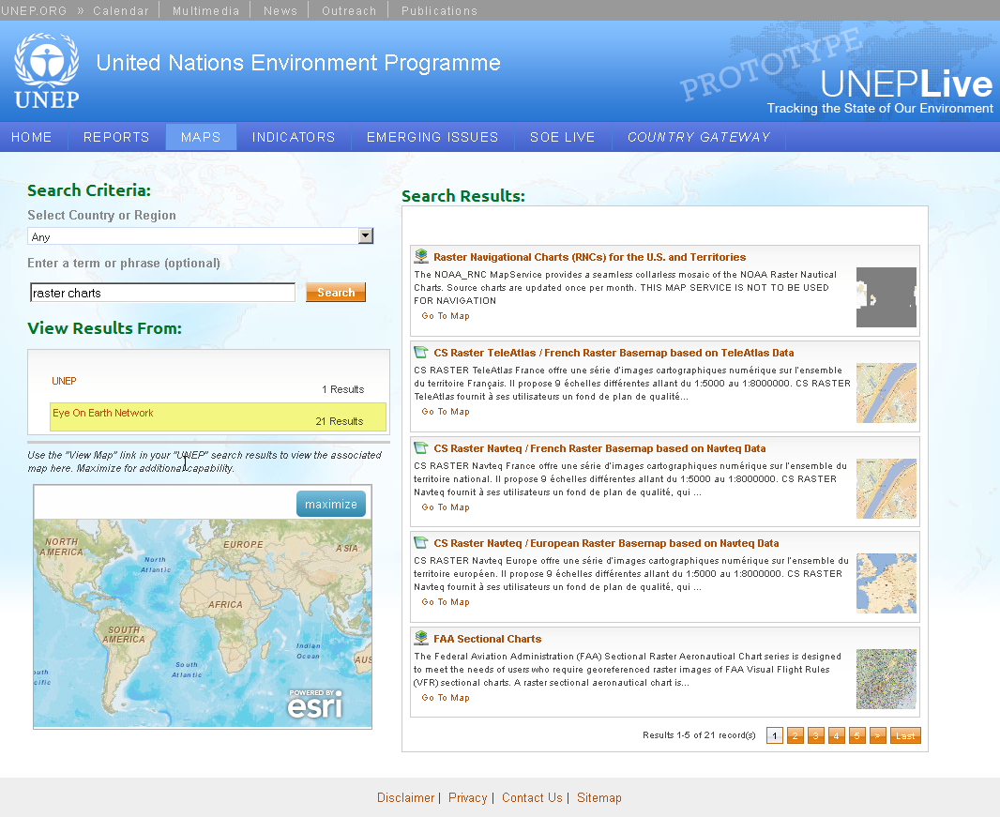 UNEP.ORG » Calendar Multimedia News Outreach Publications
UNEP
United Nations Environment Programme
PROTOTYPE
UNEPLive
Tracking the State of Our Environment
HOME REPORTS MAPS INDICATORS EMERGING ISSUES SOE LIVE COUNTRY GATEWAY
Search Criteria:
Select Country or Region
Any
Enter a term or phrase (optional)
raster charts Search
View Results From:
UNEP
1 Results
Eye On Earth Network
21 Results
Use the "View Map" link in your "UNEP" search results to view the associated
map here. Maximize for additional capability.
maximize
NORTH
AMERICA
EUROPE
ASIA
North
Atlantic
AFRICA
SOUTH
AMERICA
Indian
Ocean
AUS
South
Atlantic
outh
cific
POWERED BY
esri
Search Results:
Raster Navigational Charts (RNCs) for the U.S. and Territories
The NOAA_RNC MapService provides a seamless collarless mosaic of the NOAA Raster Nautical
Charts. Source charts are updated once per month. THIS MAP SERVICE IS NOT TO BE USED
FOR NAVIGATION
Go To Map
CS Raster TeleAtlas / French Raster Basemap based on TeleAtlas Data
CS RASTER TeleAtlas France offre une série d'images cartographiques numérique sur l'ensemble
du territoire Français. Il propose 9 échelles différentes allant du 1:5000 au 1:8000000. CS RASTER
TeleAtlas fournit à ses utilisateurs un fond de plan de qualité...
Go To Map
CS Raster Navteq / French Raster Basemap based on Navteq Data
CS RASTER Navteq France offre une série d'images cartographiques numérique sur l'ensemble du
territoire national. Il propose 9 échelles différentes allant du 1:5000 au 1:8000000. CS RASTER
Navteq fournit à ses utilisateurs un fond de plan de qualité, qui ...
Go To Map
CS Raster Navteq / European Raster Basemap based on Navteq Data
CS RASTER Navteq Europe offre une série d'images cartographiques numérique sur l'ensemble du
territoire européen. Il propose 9 échelles différentes allant du 1:5000 au 1:8000000. CS RASTER
Navteq fournit à ses utilisateurs un fond de plan de qualité, qui ...
Go To Map
FAA Sectional Charts
The Federal Aviation Administration (FAA) Sectional Raster Aeronautical Chart series is designed
to meet the needs of users who require georeferenced raster images of FAA Visual Flight Rules
(VFR) sectional charts. A raster sectional aeronautical chart is...
Go To Map
Results 1-5 of 21 record(s) 1 2 3 4 5 > Last
Disclaimer | Privacy | Contact Us | Sitemap